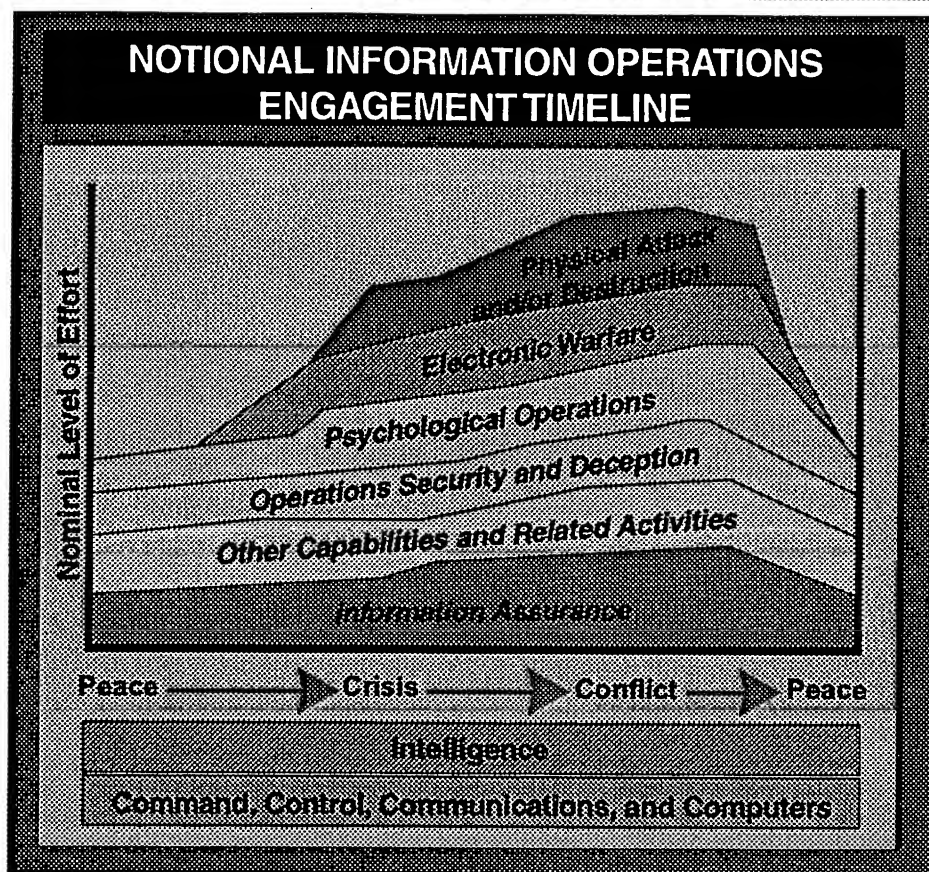 NOTIONAL INFORMATION OPERATIONS
ENGAGEMENT TIMELINE
Nominal Level of Effort
Physical Attack
and/or Destruction
Electronic Warfare
Psychological Operations
Operations Security and Deception
Other Capabilities and Related Activities
Information Assurance
Peace Crisis Conflict Peace
Intelligence
Command, Control, Communications, and Computers